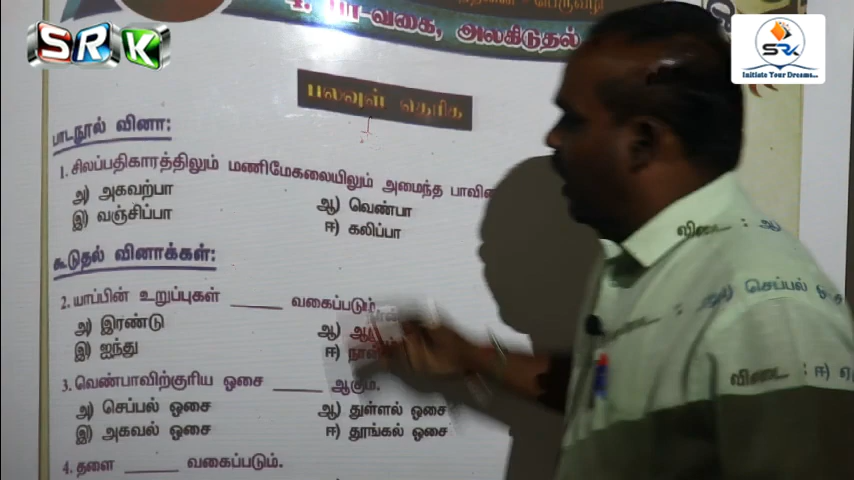 SRK
SRK
Initiate Your Dreams...
4. பா-வகை, அலகிடுதல்
பலவுள் தெரிக
பாடநூல் வினா:
1. சிலப்பதிகாரத்திலும் மணிமேகலையிலும் அமைந்த
அ) அகவற்பா ஆ) வெண்பா
இ) வஞ்சிப்பா ஈ) கலிப்பா
விடை :
கூடுதல் வினாக்கள்:
2. யாப்பின் உறுப்புகள் ______ வகைப்படும்.
அ) இரண்டு ஆ)
இ) ஐந்து ஈ)
3. வெண்பாவிற்குரிய ஓசை ______ ஆகும்.
அ) செப்பல் ஓசை ஆ) துள்ளல் ஓசை
இ) அகவல் ஓசை ஈ) தூங்கல் ஓசை
செப்பல்
விடை : ஈ)
4. தளை ______ வகைப்படும்.